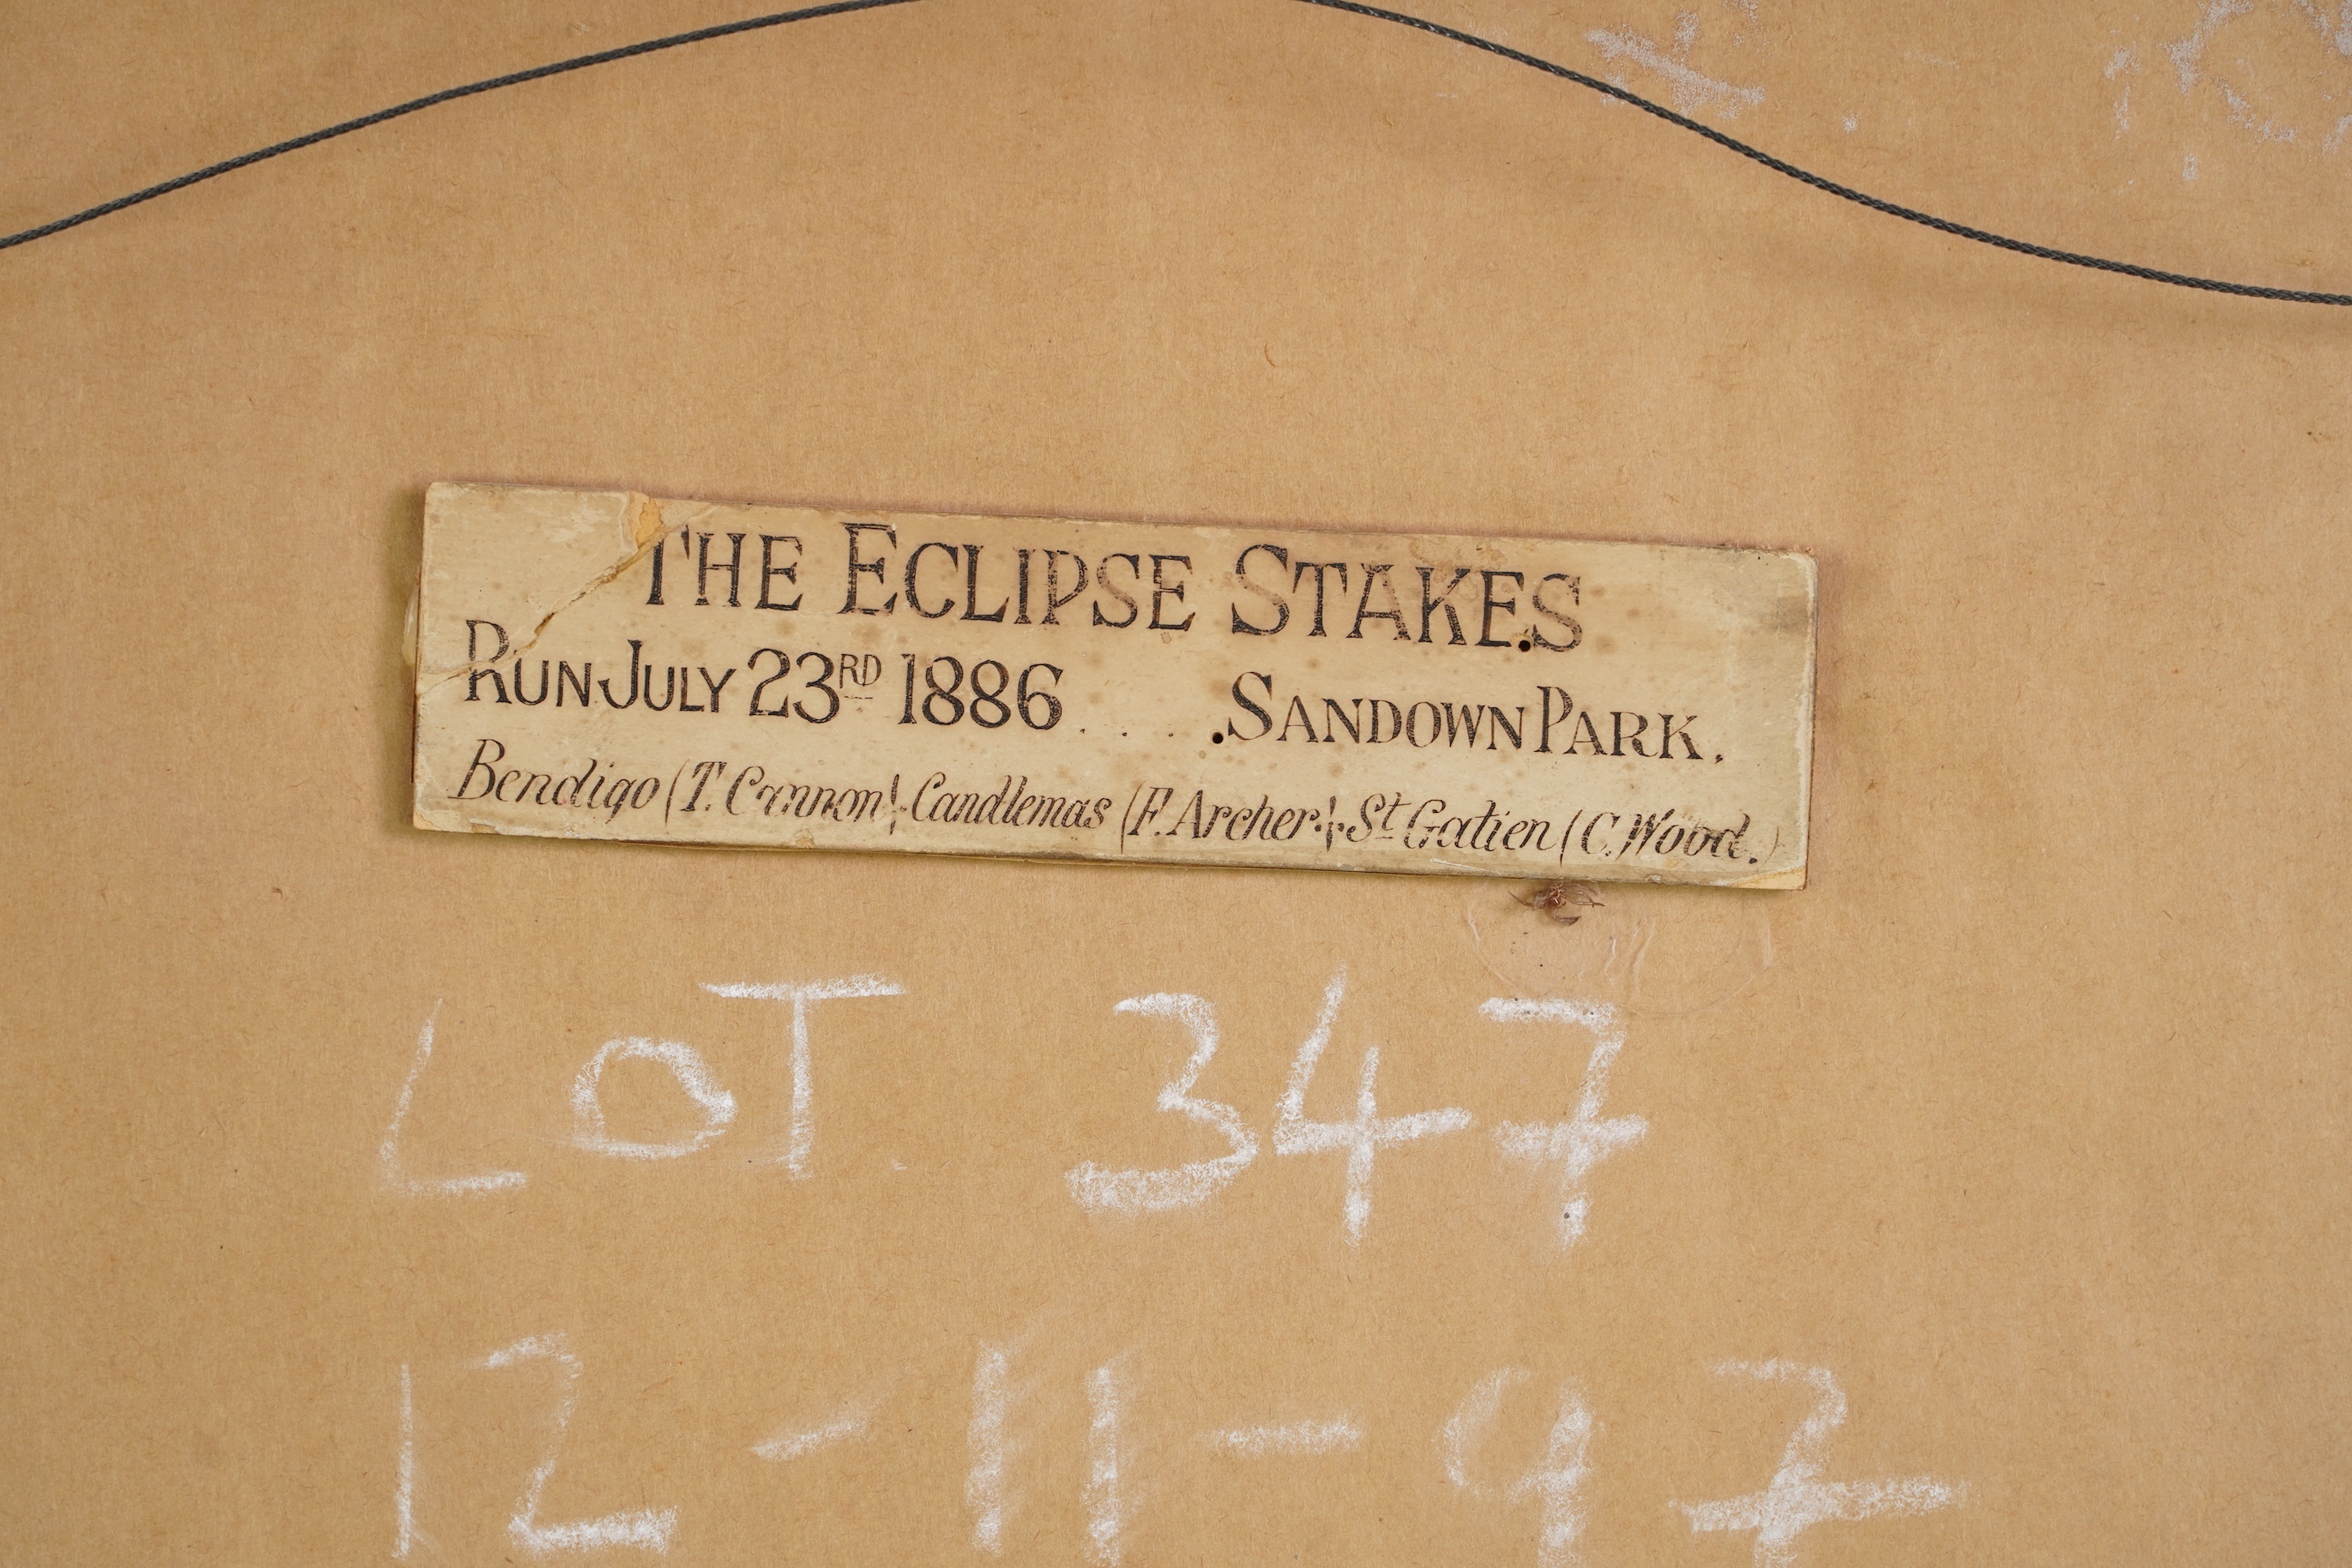 THE ECLIPSE STAKES
RUN JULY 23RD 1886 . . . . SANDOWN PARK.
Bendigo (T. Cannon) Candlemas (F. Archer) St Gatien (C. Wood.)
LOT 347
12-11-97